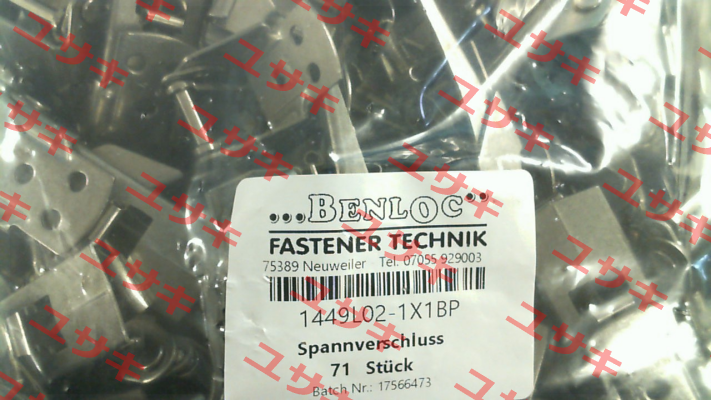 ...BENLOC..
FASTENER TECHNIK
75389 Neuweiler Tel. 07055 929003
1449L02-1X1BP
Spannverschluss
71 Stück
Batch Nr.: 17566473
ユサキ